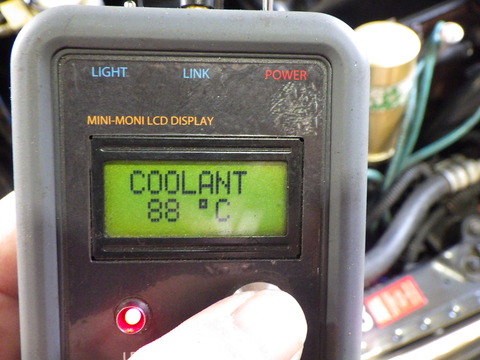 LIGHT LINK POWER
MINI-MONI LCD DISPLAY
COOLANT
88 °C